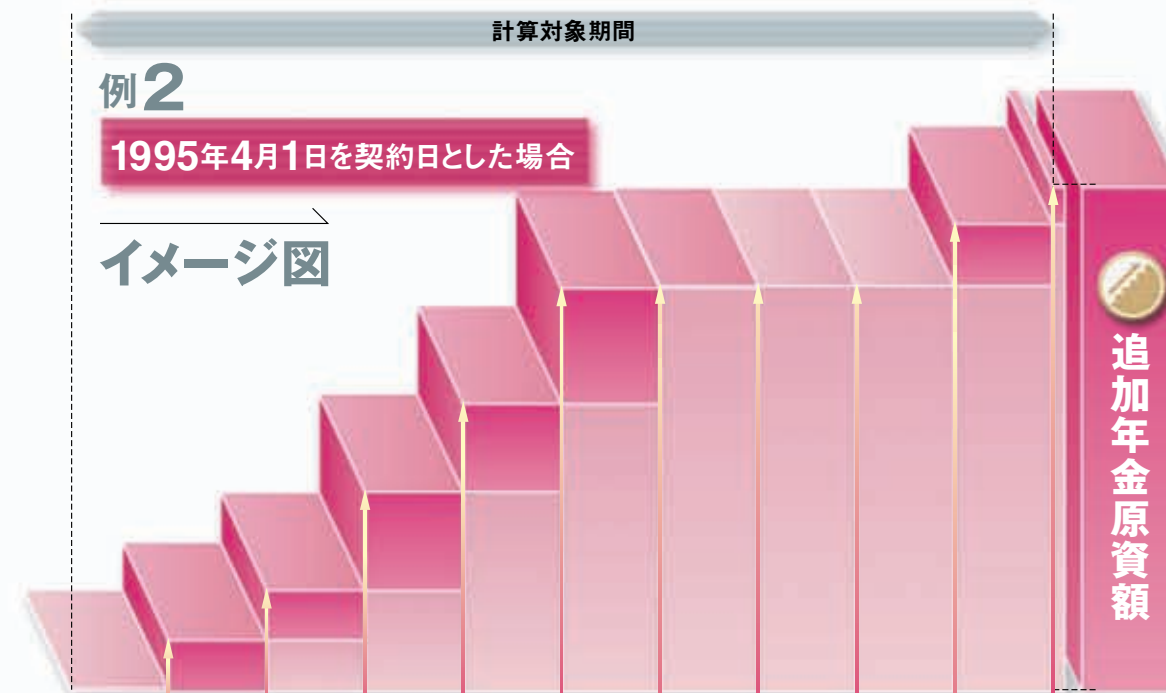 計算対象期間
例2
1995年4月1日を契約日とした場合
イメージ図
追加年金原資額